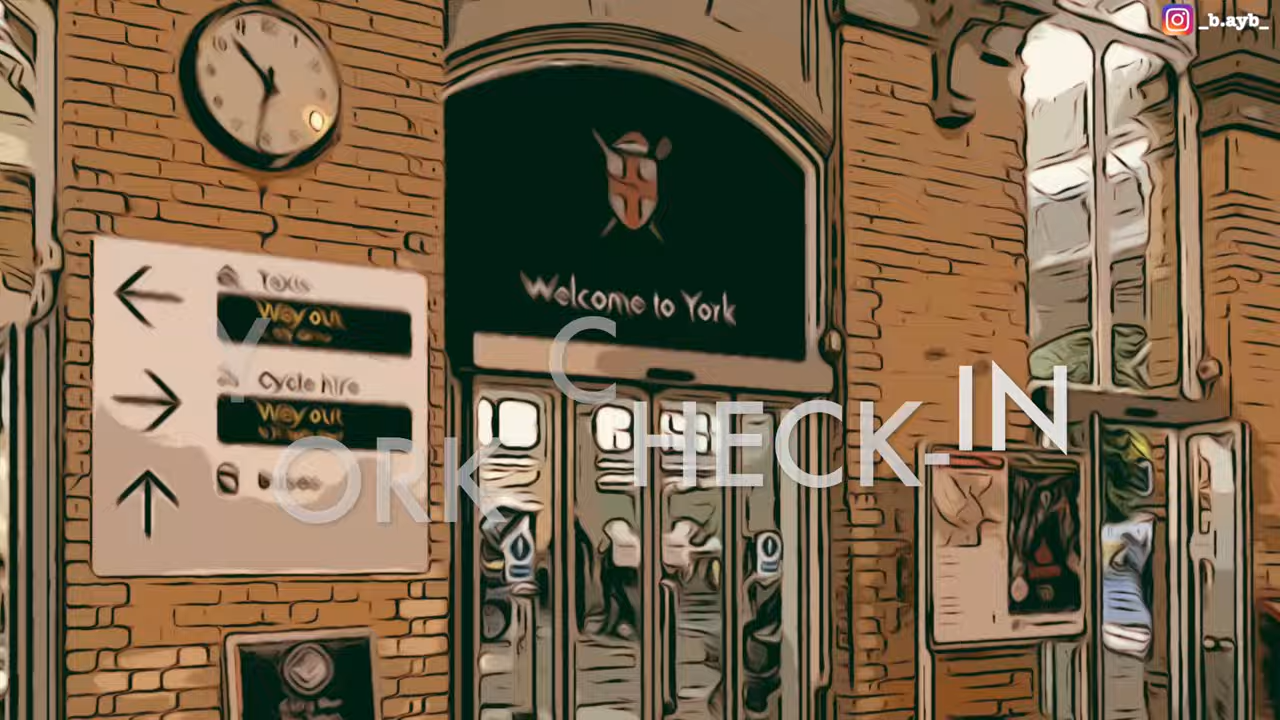 _b.ayb_
Taxis
Way out
Welcome to York
Cycle hire
Way out
Buses
YORK
CHECK-IN